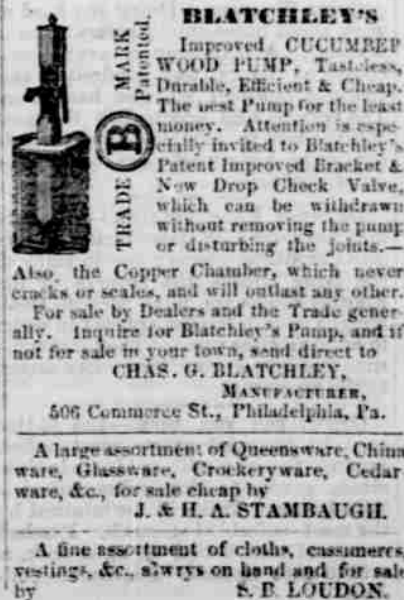 BLATCHLEY'S
Improved CUCUMBER
WOOD PUMP, Tasteless,
Durable, Efficient & Cheap.
The best Pump for the least
money. Attention is espe-
cially invited to Blatchley's
Patent Improved Bracket &
New Drop Check Valve,
which can be withdrawn
without removing the pump
or disturbing the joints.—
TRADE B MARK
Patented.
Also, the Copper Chamber, which never
cracks or scales, and will outlast any other.
For sale by Dealers and the Trade gener-
ally. Inquire for Blatchley's Pump, and if
not for sale in your town, send direct to
CHAS. G. BLATCHLEY,
MANUFACTURER,
506 Commerce St., Philadelphia, Pa.
A large assortment of Queensware, China
ware, Glassware, Crockeryware, Cedar
ware, &c., for sale cheap by
J. & H. A. STAMBAUGH.
A fine assortment of cloths, cassimeres
vestings, &c., alwrys on hand and for sale
by S. B. LOUDON.